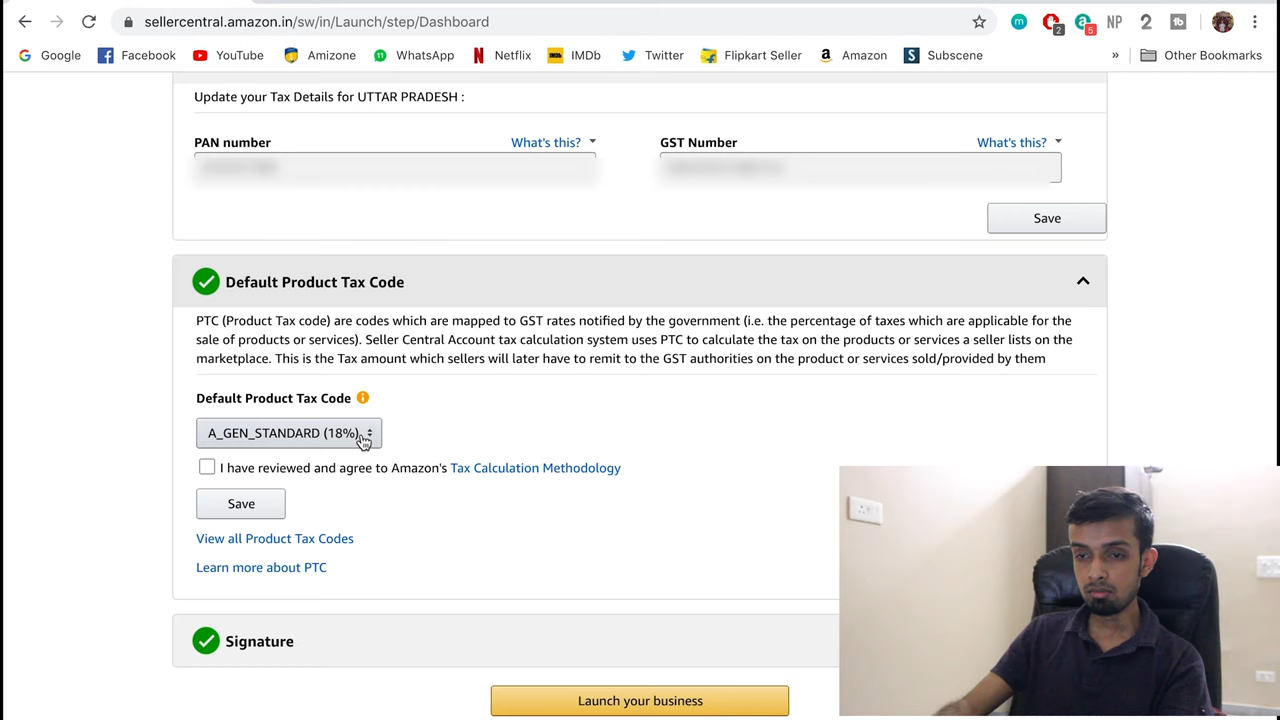 sellercentral.amazon.in/sw/in/Launch/step/Dashboard
m 2 a 5 NP 2 tb
G Google Facebook YouTube Amizone WhatsApp Netflix IMDb Twitter Flipkart Seller a Amazon S Subscene » Other Bookmarks
Update your Tax Details for UTTAR PRADESH :
PAN number What's this? GST Number What's this?
Save
Default Product Tax Code
PTC (Product Tax code) are codes which are mapped to GST rates notified by the government (i.e. the percentage of taxes which are applicable for the
sale of products or services). Seller Central Account tax calculation system uses PTC to calculate the tax on the products or services a seller lists on the
marketplace. This is the Tax amount which sellers will later have to remit to the GST authorities on the product or services sold/provided by them
Default Product Tax Code
A_GEN_STANDARD (18%)
I have reviewed and agree to Amazon's Tax Calculation Methodology
Save
View all Product Tax Codes
Learn more about PTC
Signature
Launch your business